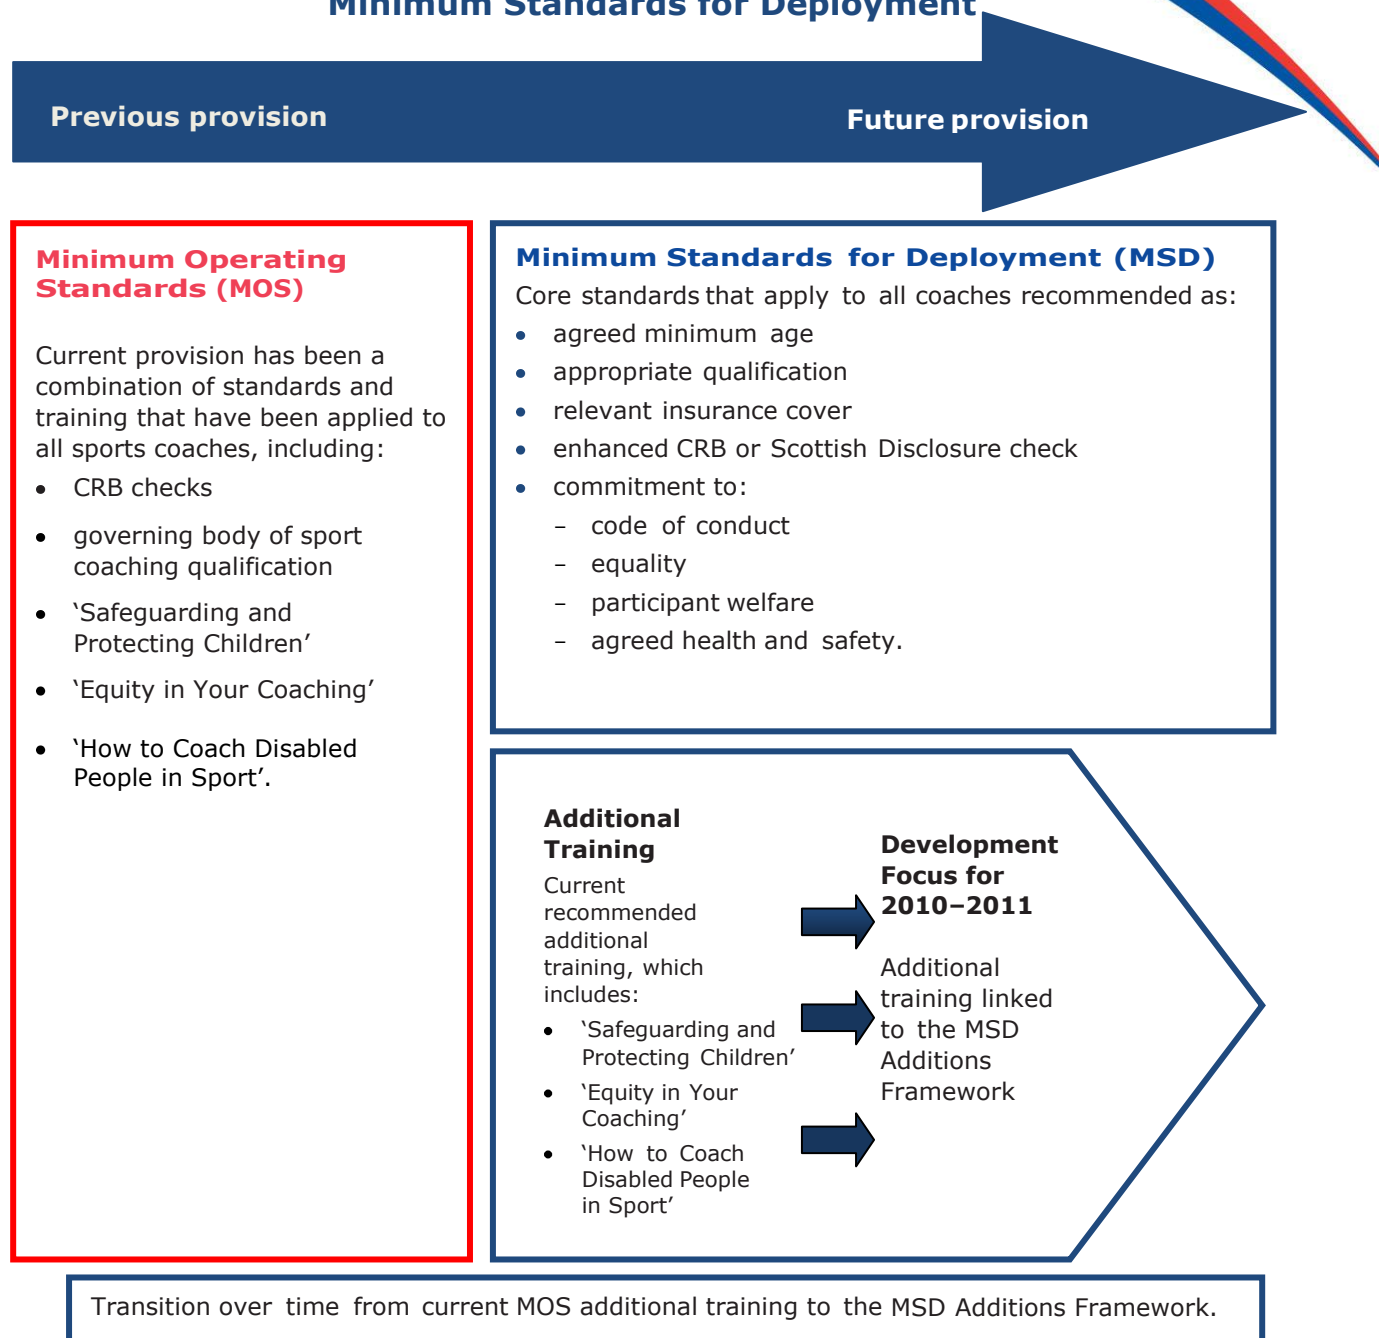 Minimum Standards for Deployment
Previous provision
Future provision
Minimum Operating
Standards (MOS)
Current provision has been a
combination of standards and
training that have been applied to
all sports coaches, including:
• CRB checks
• governing body of sport
coaching qualification
• ‘Safeguarding and
Protecting Children’
• ‘Equity in Your Coaching’
• ‘How to Coach Disabled
People in Sport’.
Minimum Standards for Deployment (MSD)
Core standards that apply to all coaches recommended as:
• agreed minimum age
• appropriate qualification
• relevant insurance cover
• enhanced CRB or Scottish Disclosure check
• commitment to:
– code of conduct
– equality
– participant welfare
– agreed health and safety.
Additional
Training
Current
recommended
additional
training, which
includes:
• ‘Safeguarding and
Protecting Children’
• ‘Equity in Your
Coaching’
• ‘How to Coach
Disabled People
in Sport’
Development
Focus for
2010–2011
Additional
training linked
to the MSD
Additions
Framework
Transition over time from current MOS additional training to the MSD Additions Framework.